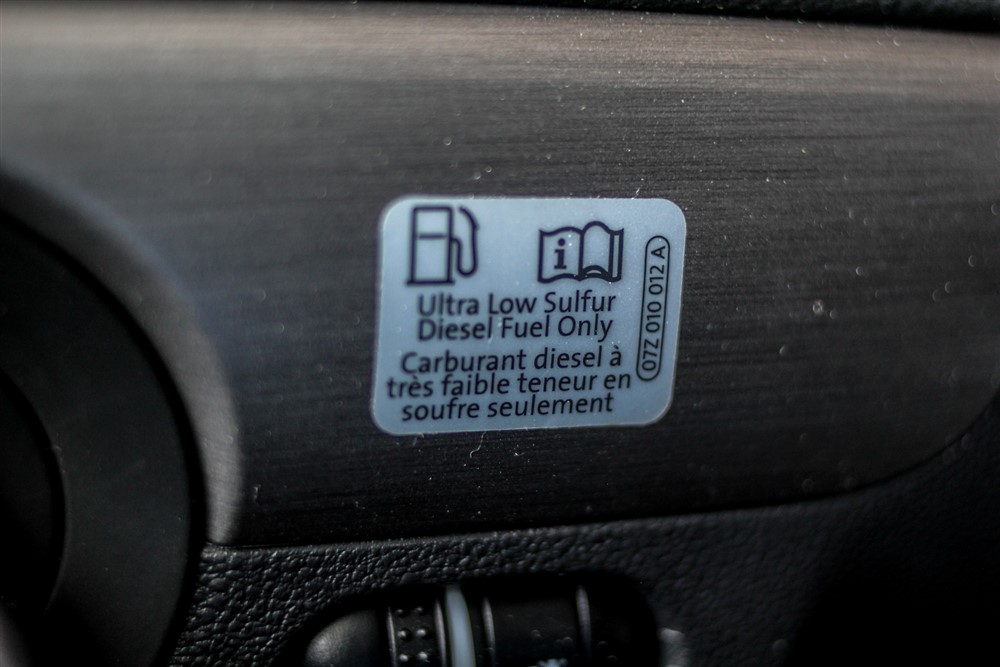 Ultra Low Sulfur
Diesel Fuel Only
Carburant diesel à
très faible teneur en
soufre seulement
07Z 010 012 A